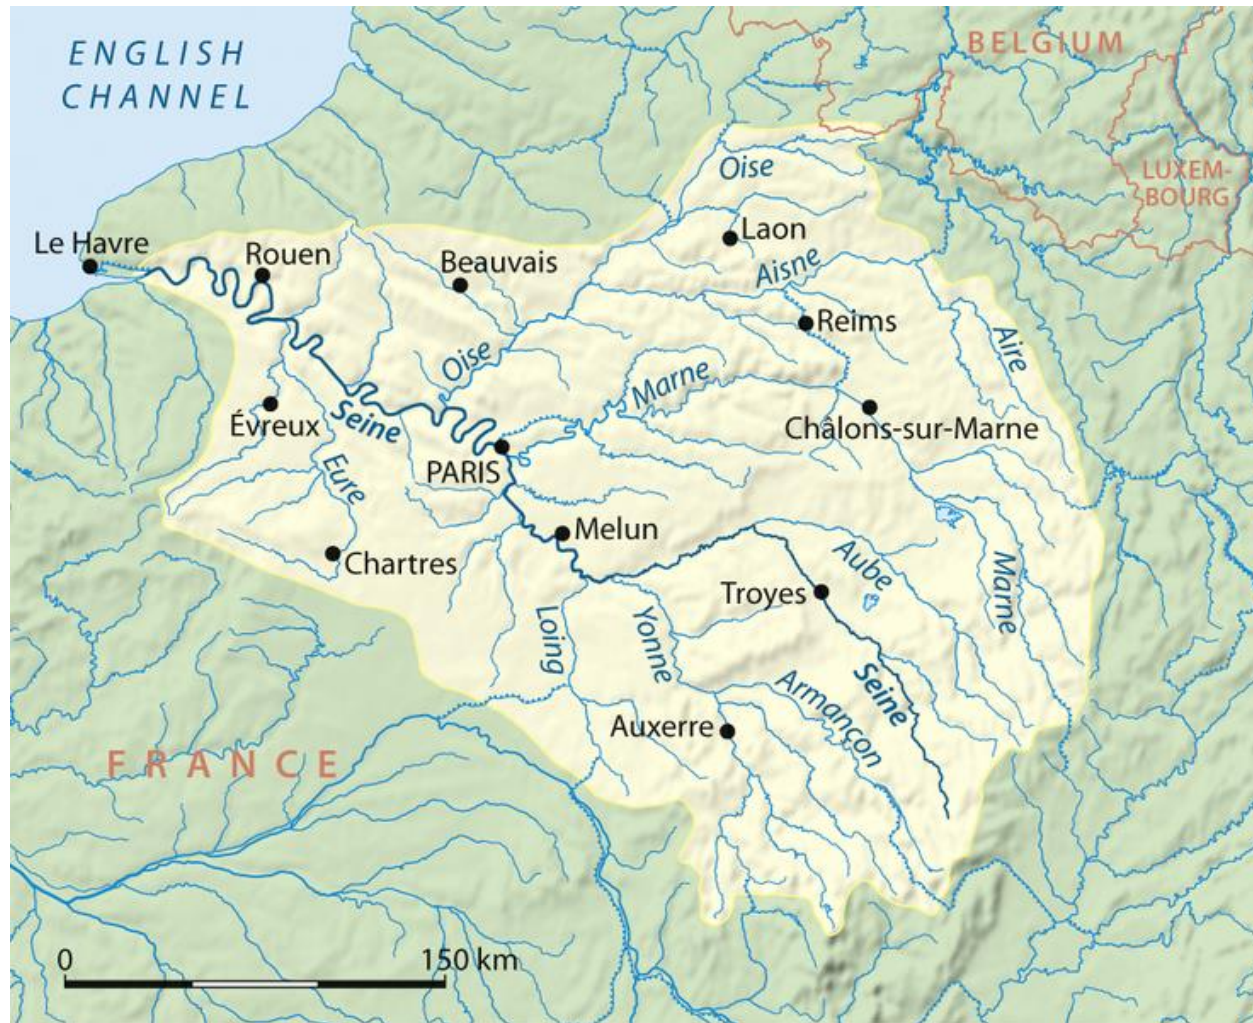 ENGLISH
CHANNEL
BELGIUM
LUXEM-
BOURG
Oise
Laon
Le Havre
Rouen
Beauvais
Aisne
Reims
Aire
Oise
Marne
Évreux
Seine
Châlons-sur-Marne
PARIS
Eure
Melun
Chartres
Aube
Marne
Troyes
Loing
Yonne
Seine
Armançon
Auxerre
FRANCE
0 150 km